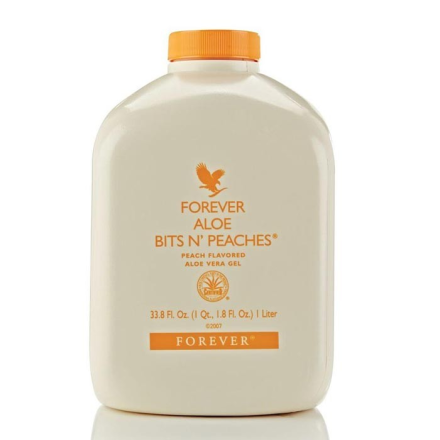 FOREVER
ALOE
BITS N' PEACHES®
PEACH FLAVORED
ALOE VERA GEL
33.8 Fl. Oz. (1 Qt., 1.8 Fl. Oz.) 1 Liter
©2007
FOREVER®